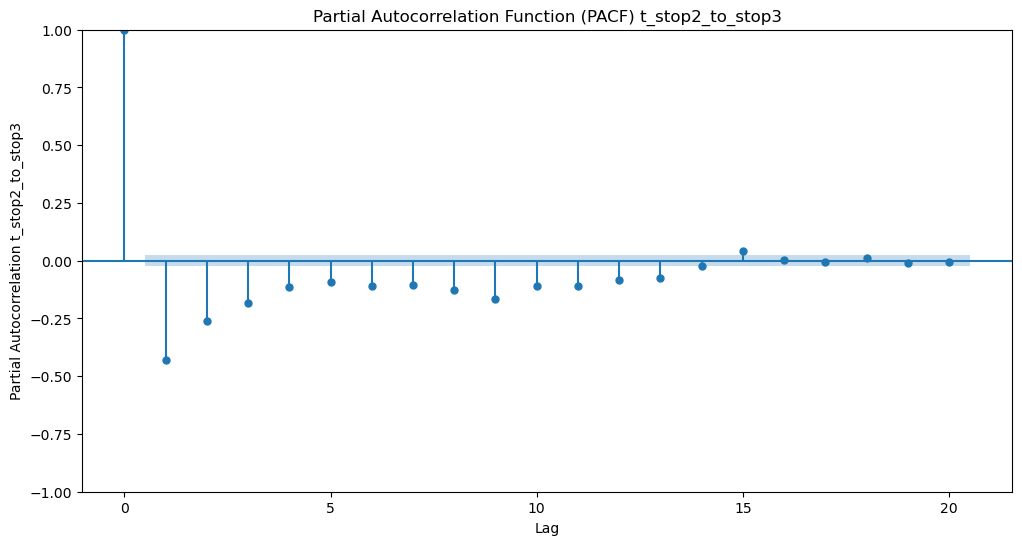 Partial Autocorrelation Function (PACF) t_stop2_to_stop3
Partial Autocorrelation t_stop2_to_stop3
1.00
0.75
0.50
0.25
0.00
−0.25
−0.50
−0.75
−1.00
0 5 10 15 20
Lag